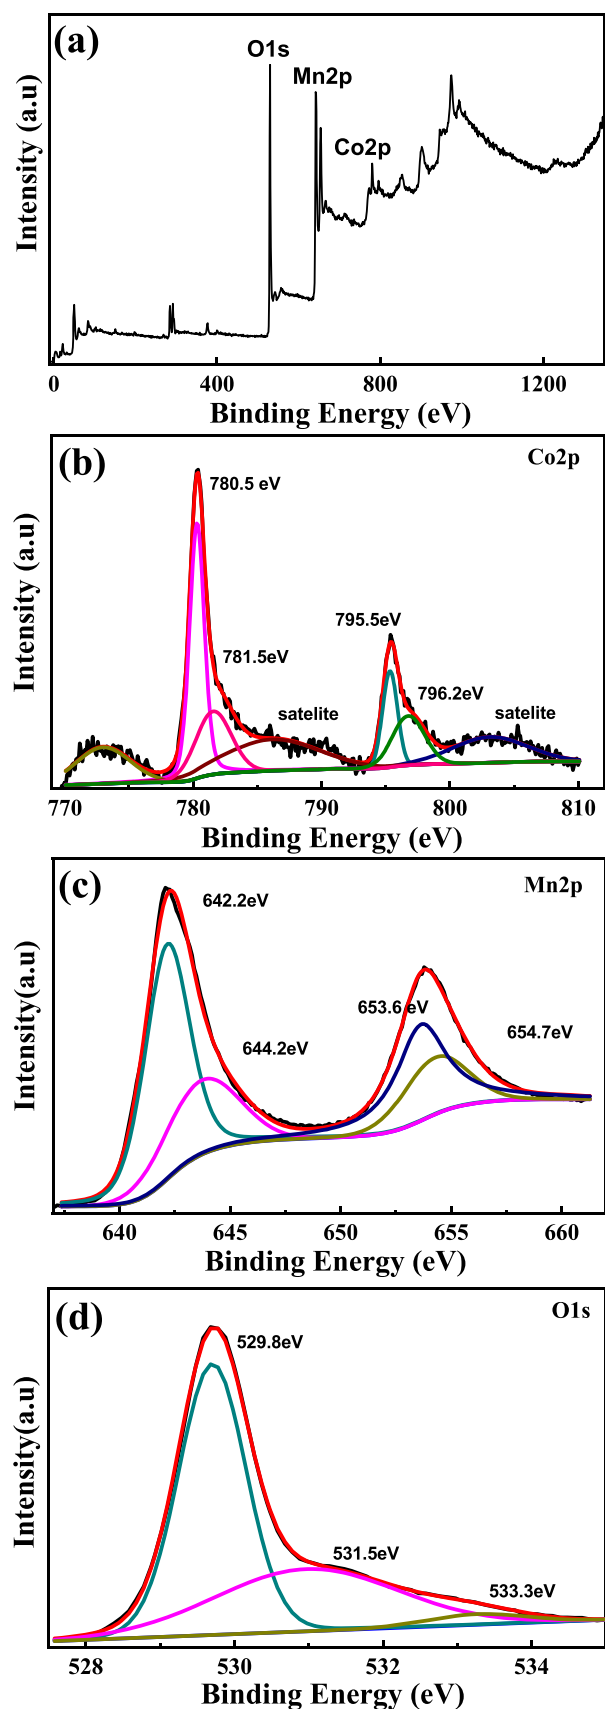 (a)
O1s
Mn2p
Co2p
Intensity (a.u)
0 400 800 1200
Binding Energy (eV)
(b)
Co2p
780.5 eV
795.5eV
781.5eV
796.2eV
satelite
satelite
Intensity (a.u)
770 780 790 800 810
Binding Energy (eV)
(c)
Mn2p
642.2eV
653.6 eV
654.7eV
644.2eV
Intensity(a.u)
640 645 650 655 660
Binding Energy (eV)
(d)
O1s
529.8eV
531.5eV
533.3eV
Intensity(a.u)
528 530 532 534
Binding Energy (eV)